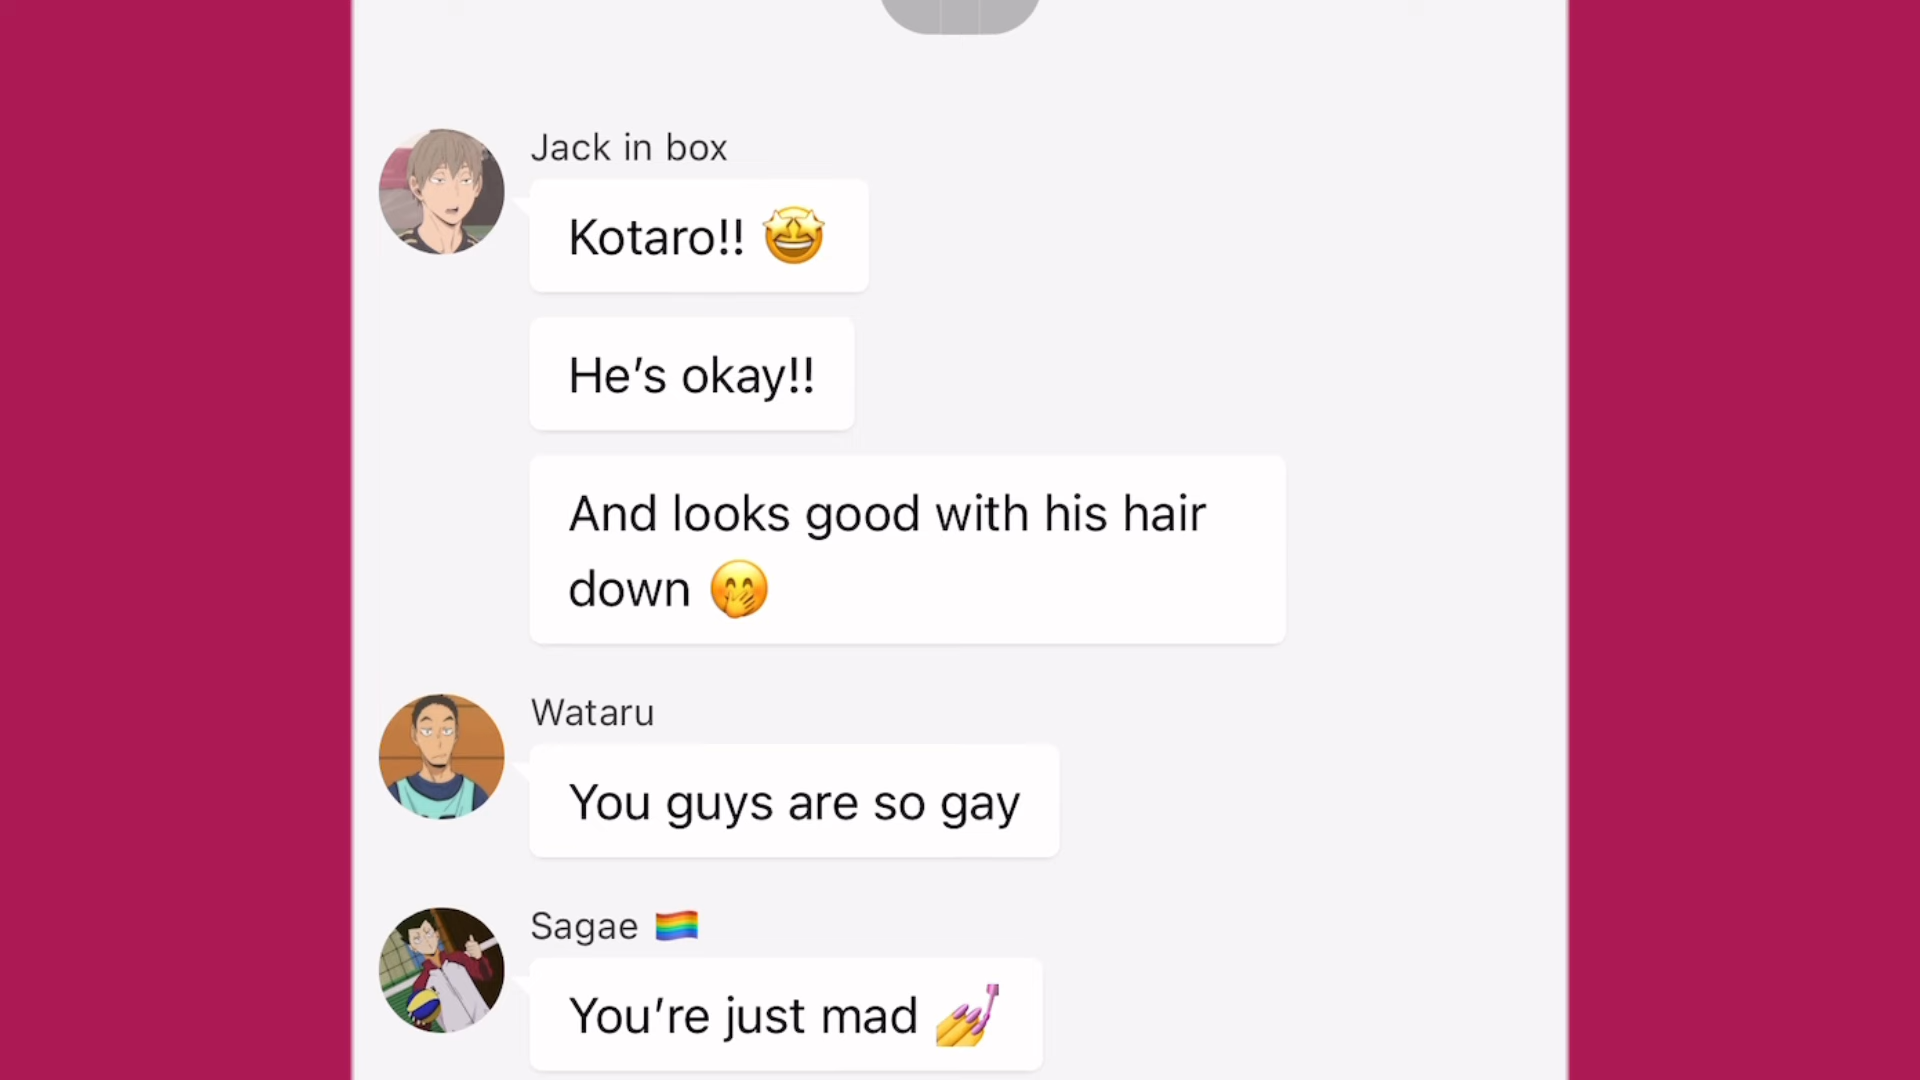 Jack in box
Kotaro!! 🤩
He’s okay!!
And looks good with his hair
down 🤭
Wataru
You guys are so gay
Sagae 🏳️‍🌈
You’re just mad 💅